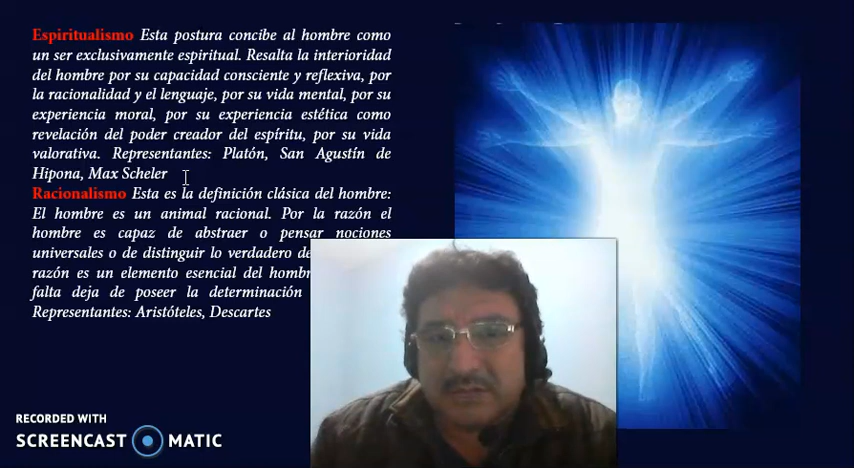 Espiritualismo Esta postura concibe al hombre como
un ser exclusivamente espiritual. Resalta la interioridad
del hombre por su capacidad consciente y reflexiva, por
la racionalidad y el lenguaje, por su vida mental, por su
experiencia moral, por su experiencia estética como
revelación del poder creador del espíritu, por su vida
valorativa. Representantes: Platón, San Agustín de
Hipona, Max Scheler
Racionalismo Esta es la definición clásica del hombre:
El hombre es un animal racional. Por la razón el
hombre es capaz de abstraer o pensar nociones
universales o de distinguir lo verdadero
razón es un elemento esencial del
falta deja de poseer la determinación
Representantes: Aristóteles, Descartes
RECORDED WITH
SCREENCAST MATIC